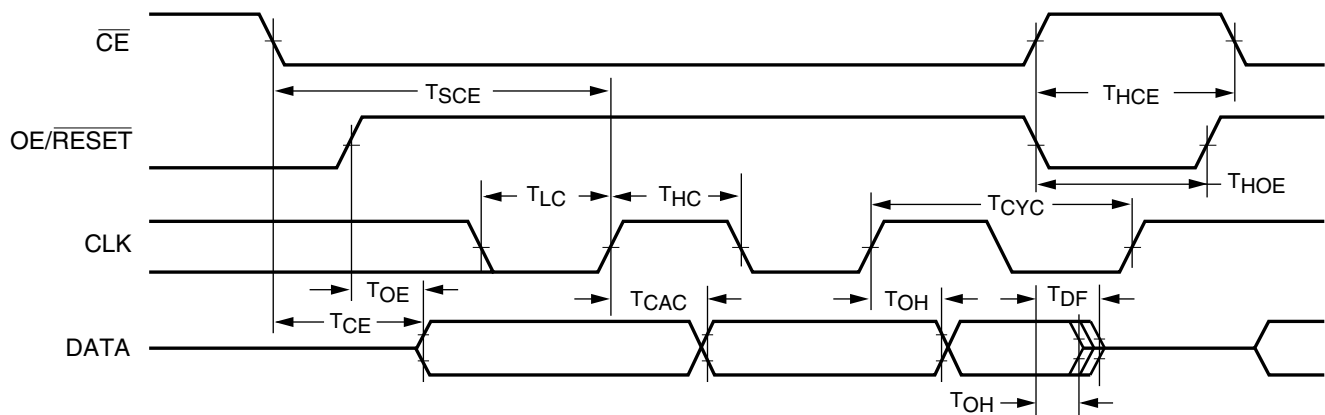 CE
TSCE
THCE
OE/RESET
THOE
TLC
THC
TCYC
CLK
TOE
TCAC
TOH
TDF
TCE
DATA
TOH